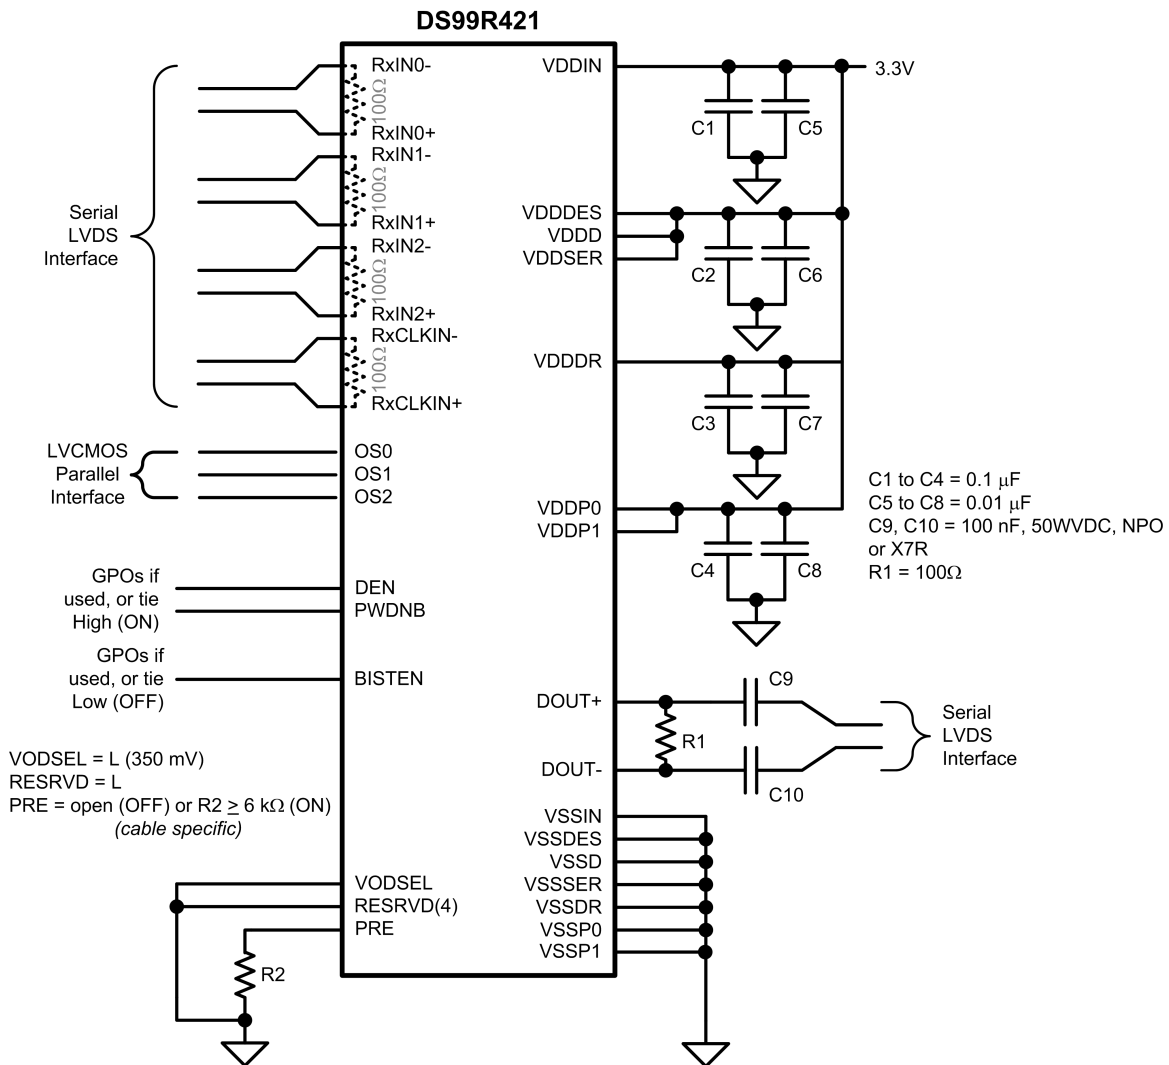 DS99R421
RxIN0-
100Ω
RxIN0+
RxIN1-
100Ω
RxIN1+
RxIN2-
100Ω
RxIN2+
RxCLKIN-
100Ω
RxCLKIN+
Serial
LVDS
Interface
LVCMOS
Parallel
Interface
OS0
OS1
OS2
GPOs if
used, or tie
High (ON)
DEN
PWDNB
GPOs if
used, or tie
Low (OFF)
BISTEN
VODSEL = L (350 mV)
RESRVD = L
PRE = open (OFF) or R2 ≥ 6 kΩ (ON)
(cable specific)
VODSEL
RESRVD(4)
PRE
R2
VDDIN
3.3V
C1
C5
VDDDES
VDDD
VDDSER
C2
C6
VDDDR
C3
C7
VDDP0
VDDP1
C4
C8
C1 to C4 = 0.1 μF
C5 to C8 = 0.01 μF
C9, C10 = 100 nF, 50WVDC, NPO
or X7R
R1 = 100Ω
DOUT+
C9
R1
DOUT-
C10
Serial
LVDS
Interface
VSSIN
VSSDES
VSSD
VSSSER
VSSDR
VSSP0
VSSP1